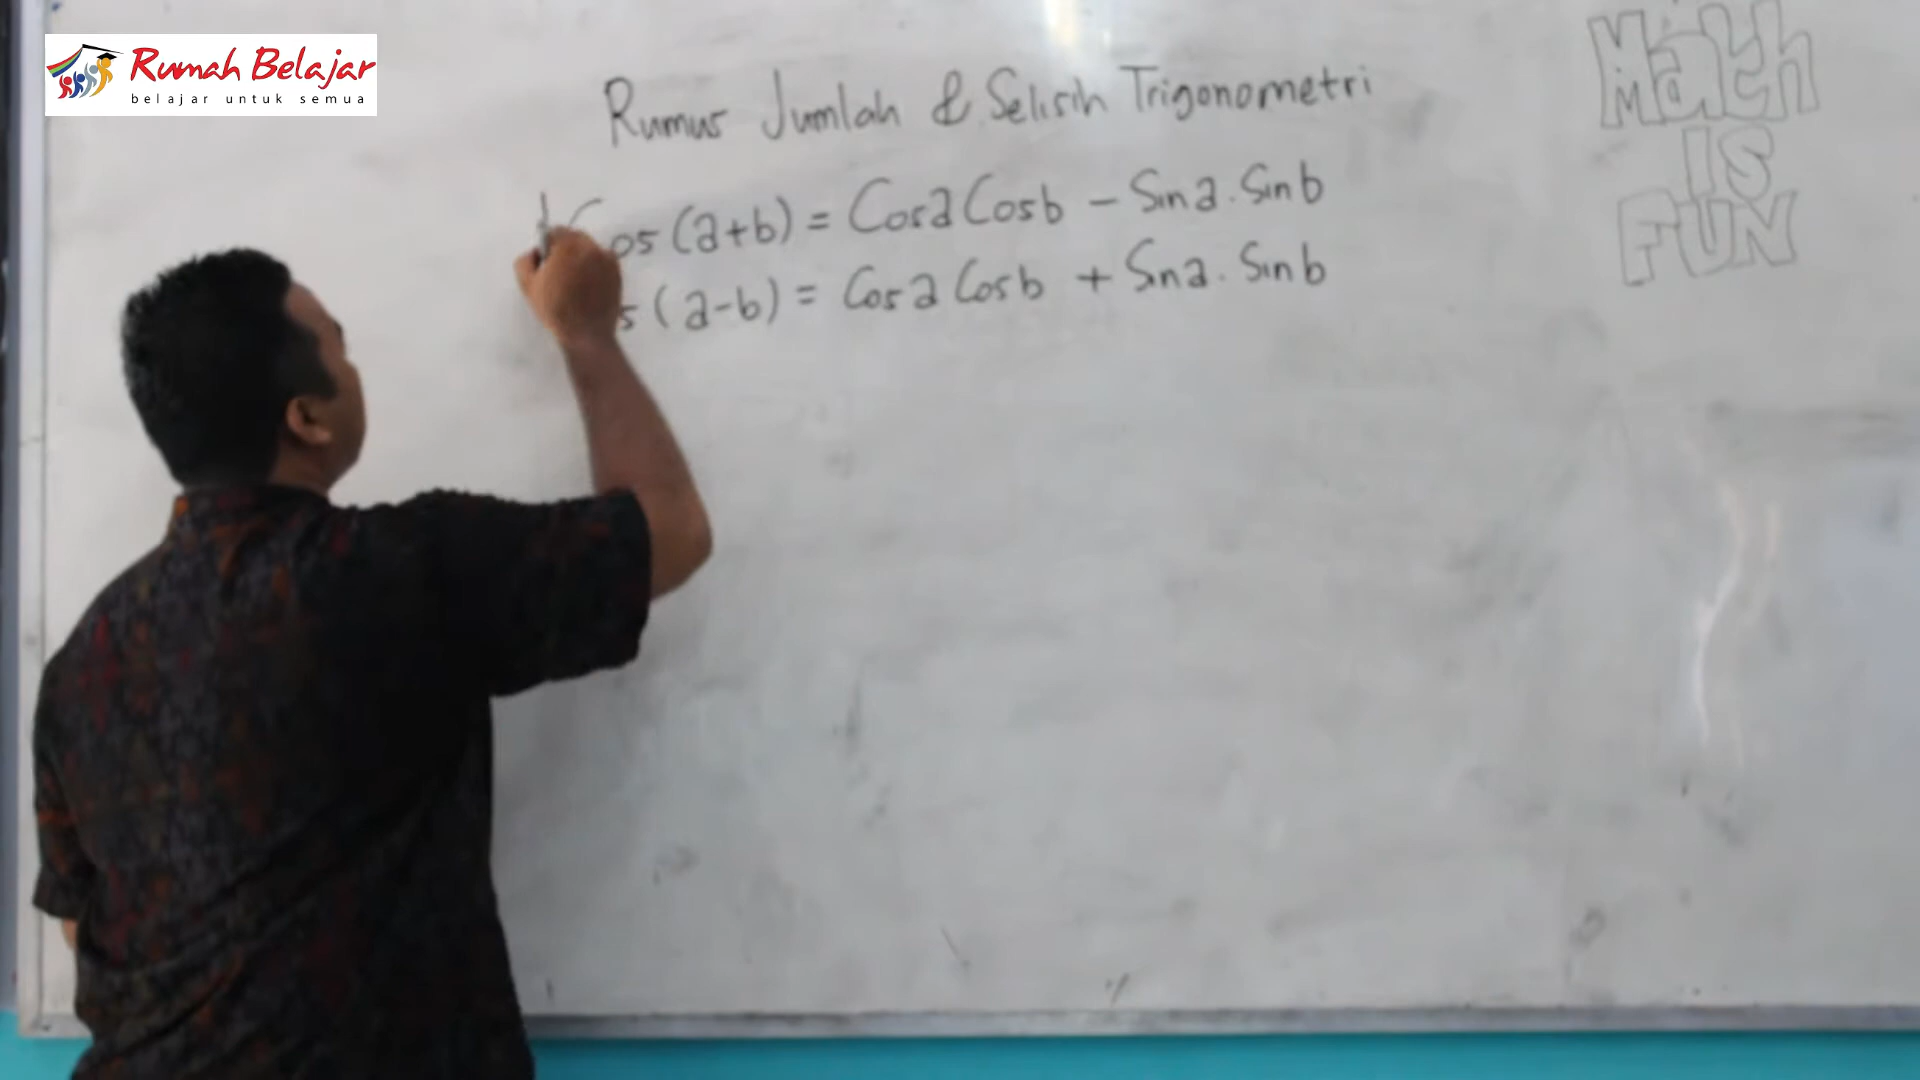 Rumah Belajar
belajar untuk semua
Rumus Jumlah & Selisih Trigonometri
Cos (a+b) = Cos a Cos b - Sin a . Sin b
s (a-b) = Cos a Cos b + Sin a . Sin b
Math
IS
FUN